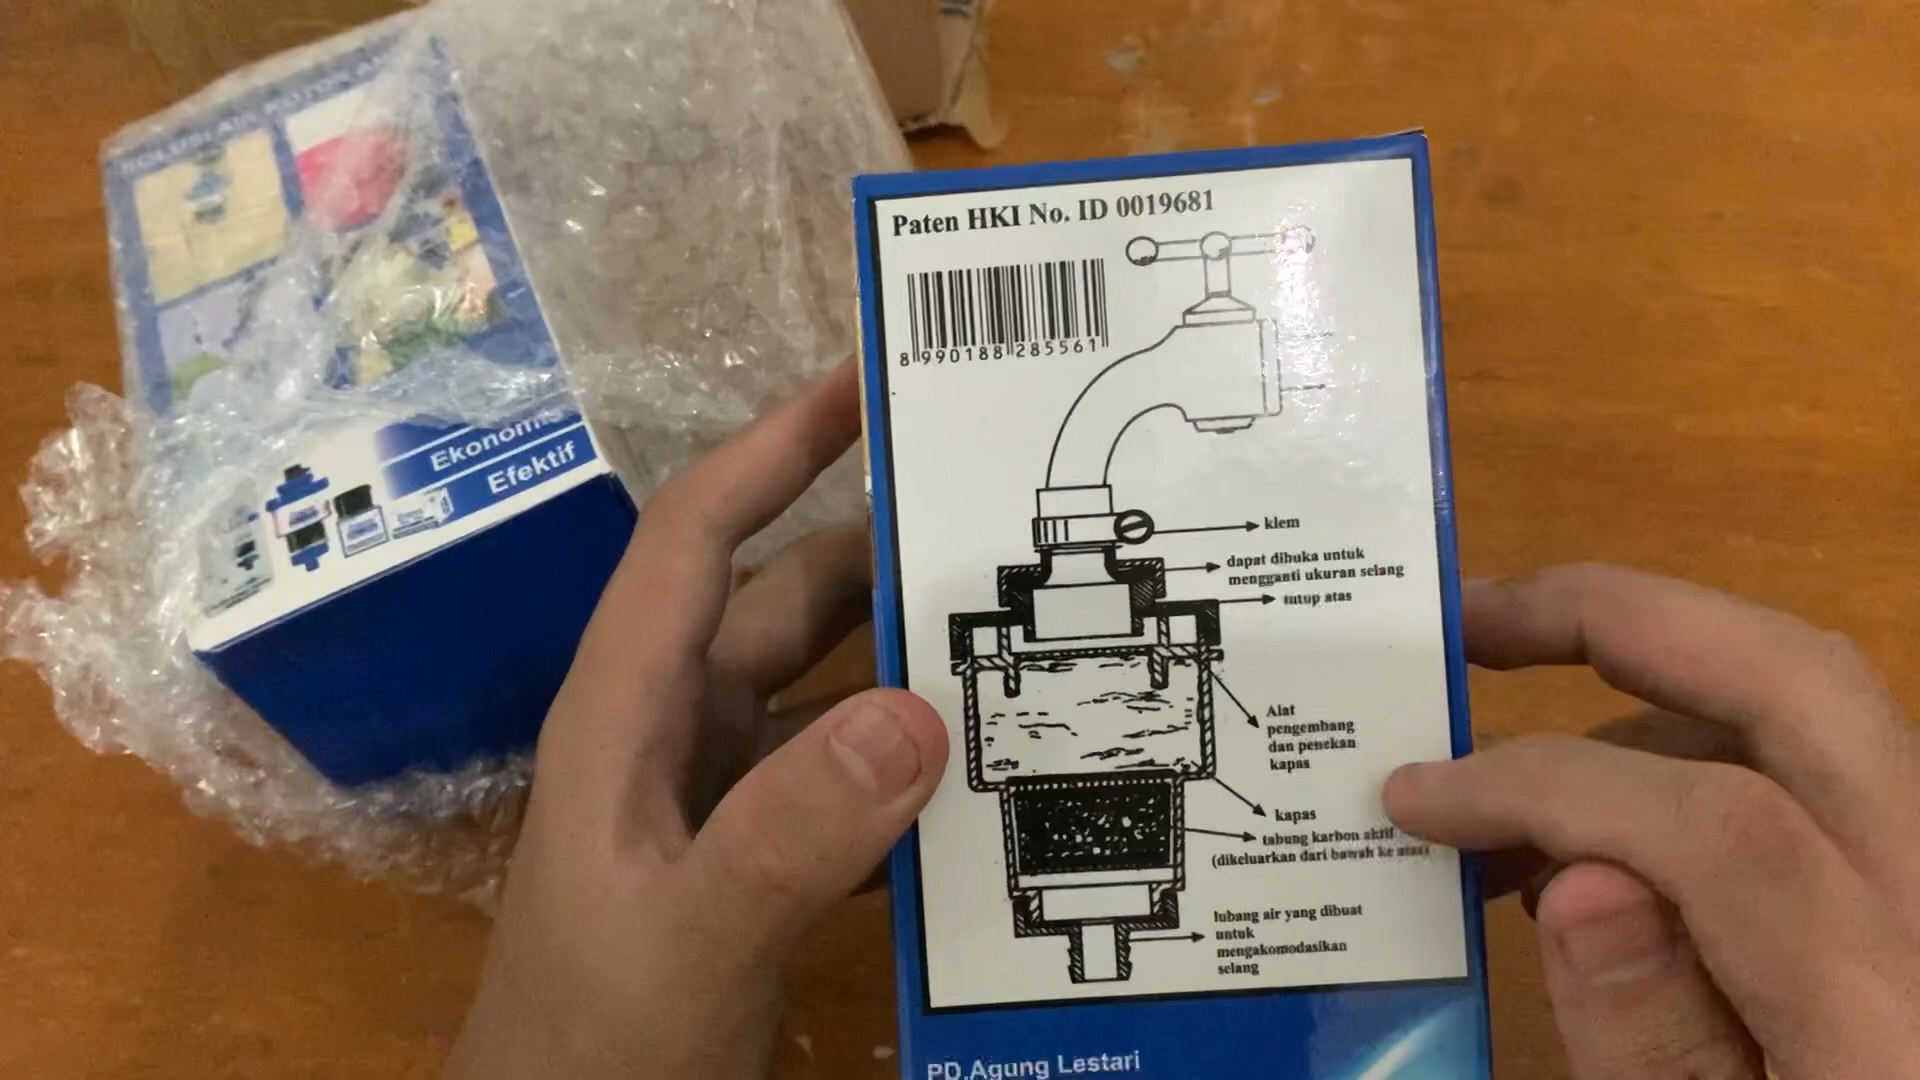 Paten HKI No. ID 0019681
8 990188 285561
klem
dapat dibuka untuk
mengganti ukuran selang
tutup atas
Alat
pengembang
dan penekan
kapas
kapas
tabung karbon aktif
(dikeluarkan dari bawah ke atas)
lubang air yang dibuat
untuk
mengakomodasikan
selang
PD.Agung Lestari
Ekonomis
Efektif